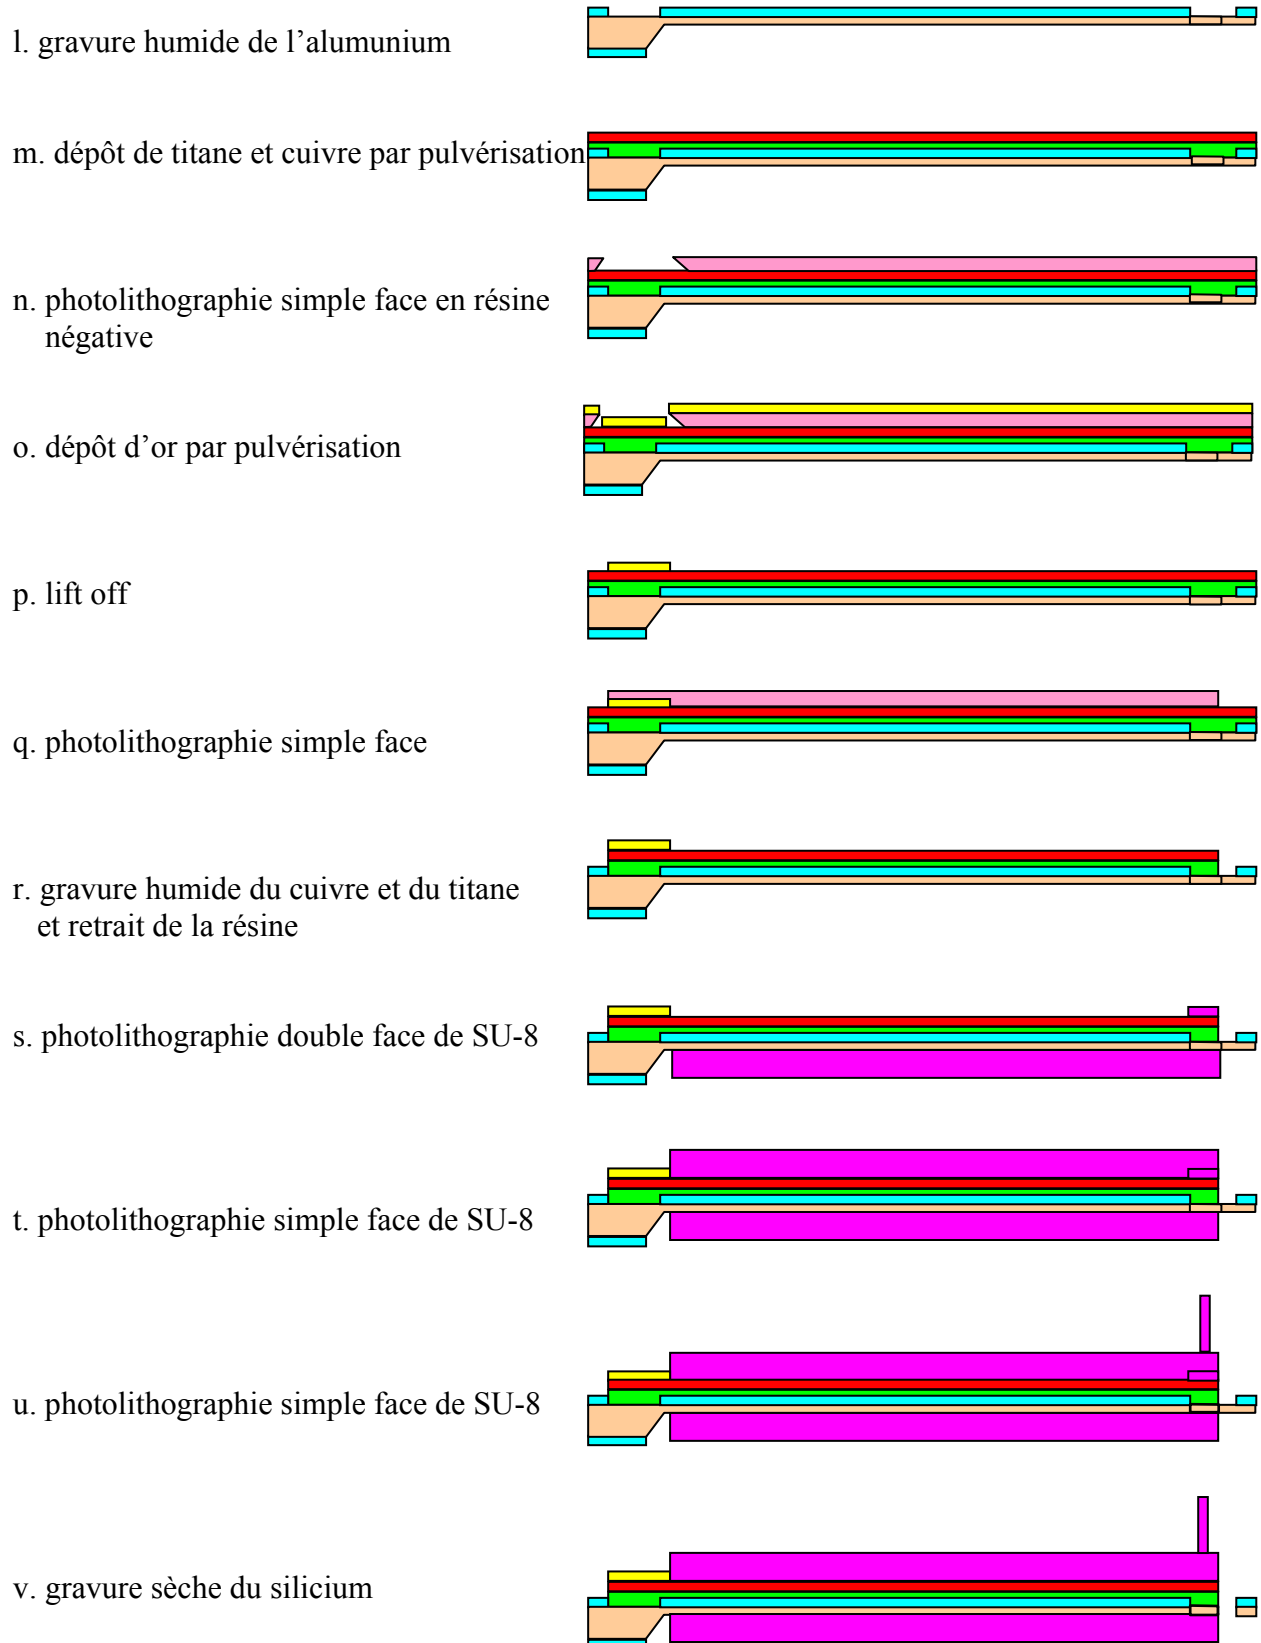 l. gravure humide de l’alumunium
m. dépôt de titane et cuivre par pulvérisation
n. photolithographie simple face en résine
négative
o. dépôt d’or par pulvérisation
p. lift off
q. photolithographie simple face
r. gravure humide du cuivre et du titane
et retrait de la résine
s. photolithographie double face de SU-8
t. photolithographie simple face de SU-8
u. photolithographie simple face de SU-8
v. gravure sèche du silicium